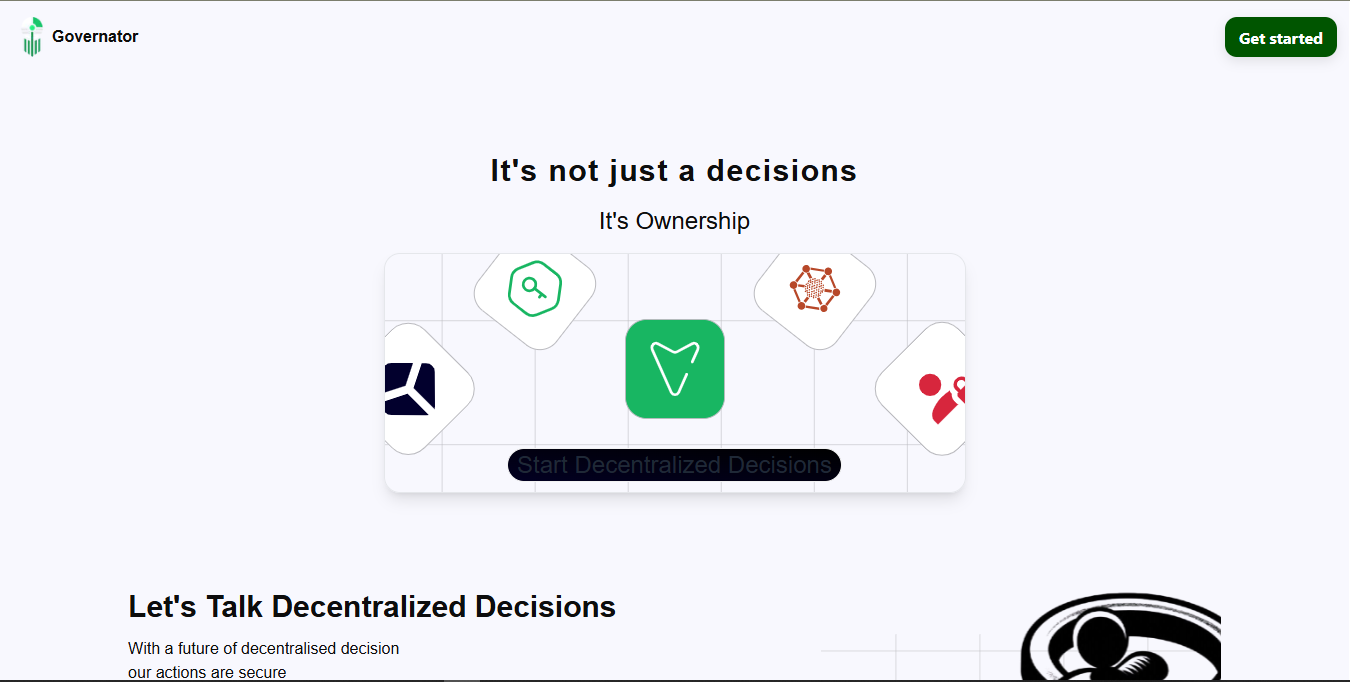 Governator
Get started
It's not just a decisions
It's Ownership
Start Decentralized Decisions
Let's Talk Decentralized Decisions
With a future of decentralised decision
our actions are secure